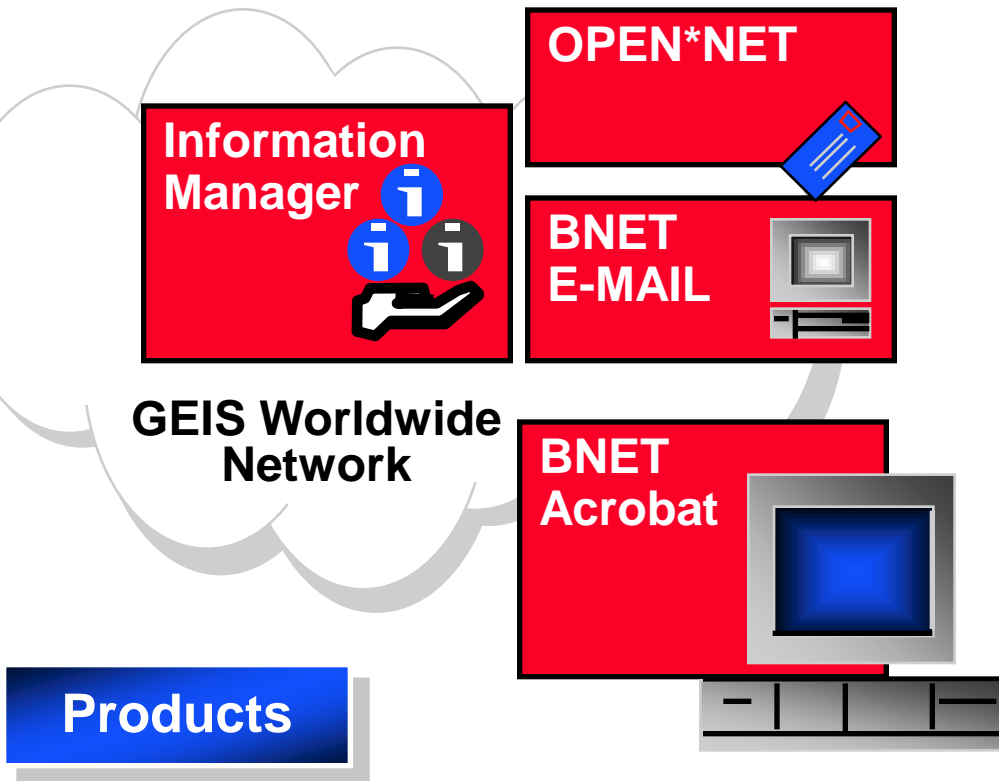 OPEN*NET
Information
Manager
BNET
E-MAIL
GEIS Worldwide
Network
BNET
Acrobat
Products